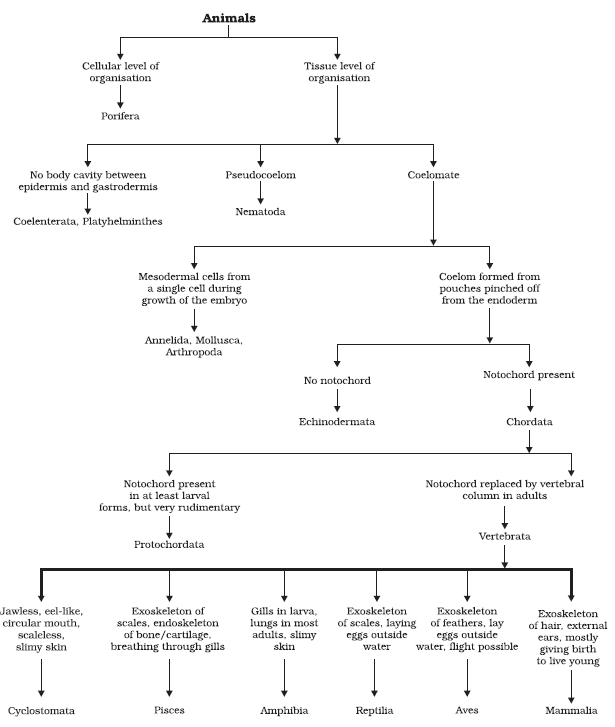 Animals
Cellular level of
organisation
Tissue level of
organisation
Porifera
No body cavity between
epidermis and gastrodermis
Pseudocoelom
Coelomate
Coelenterata, Platyhelminthes
Nematoda
Mesodermal cells from
a single cell during
growth of the embryo
Coelom formed from
pouches pinched off
from the endoderm
Annelida, Mollusca,
Arthropoda
No notochord
Notochord present
Echinodermata
Chordata
Notochord present
in at least larval
forms, but very rudimentary
Notochord replaced by vertebral
column in adults
Protochordata
Vertebrata
Jawless, eel-like,
circular mouth,
scaleless,
slimy skin
Exoskeleton of
scales, endoskeleton
of bone/cartilage,
breathing through gills
Gills in larva,
lungs in most
adults, slimy
skin
Exoskeleton
of scales, laying
eggs outside
water
Exoskeleton
of feathers, lay
eggs outside
water, flight possible
Exoskeleton
of hair, external
ears, mostly
giving birth
to live young
Cyclostomata
Pisces
Amphibia
Reptilia
Aves
Mammalia